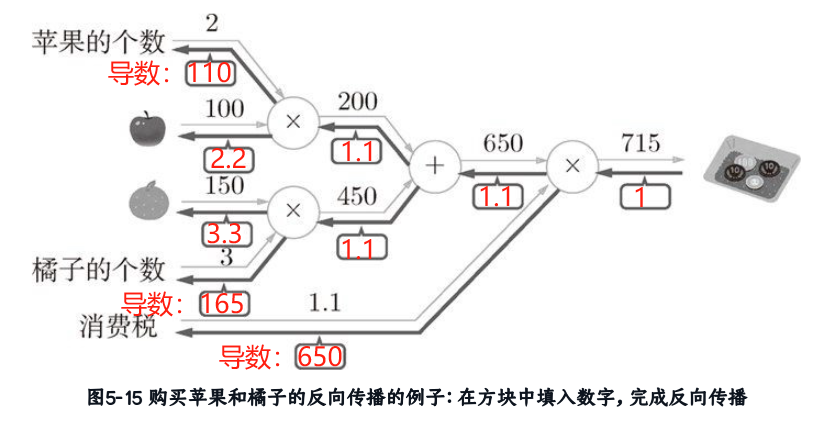 2
苹果的个数
导数：110
100
200
×
2.2
1.1
650
715
+
×
150
450
1.1
1
×
3.3
1.1
3
橘子的个数
导数：165
1.1
消费税
导数：650
图5-15 购买苹果和橘子的反向传播的例子：在方块中填入数字，完成反向传播